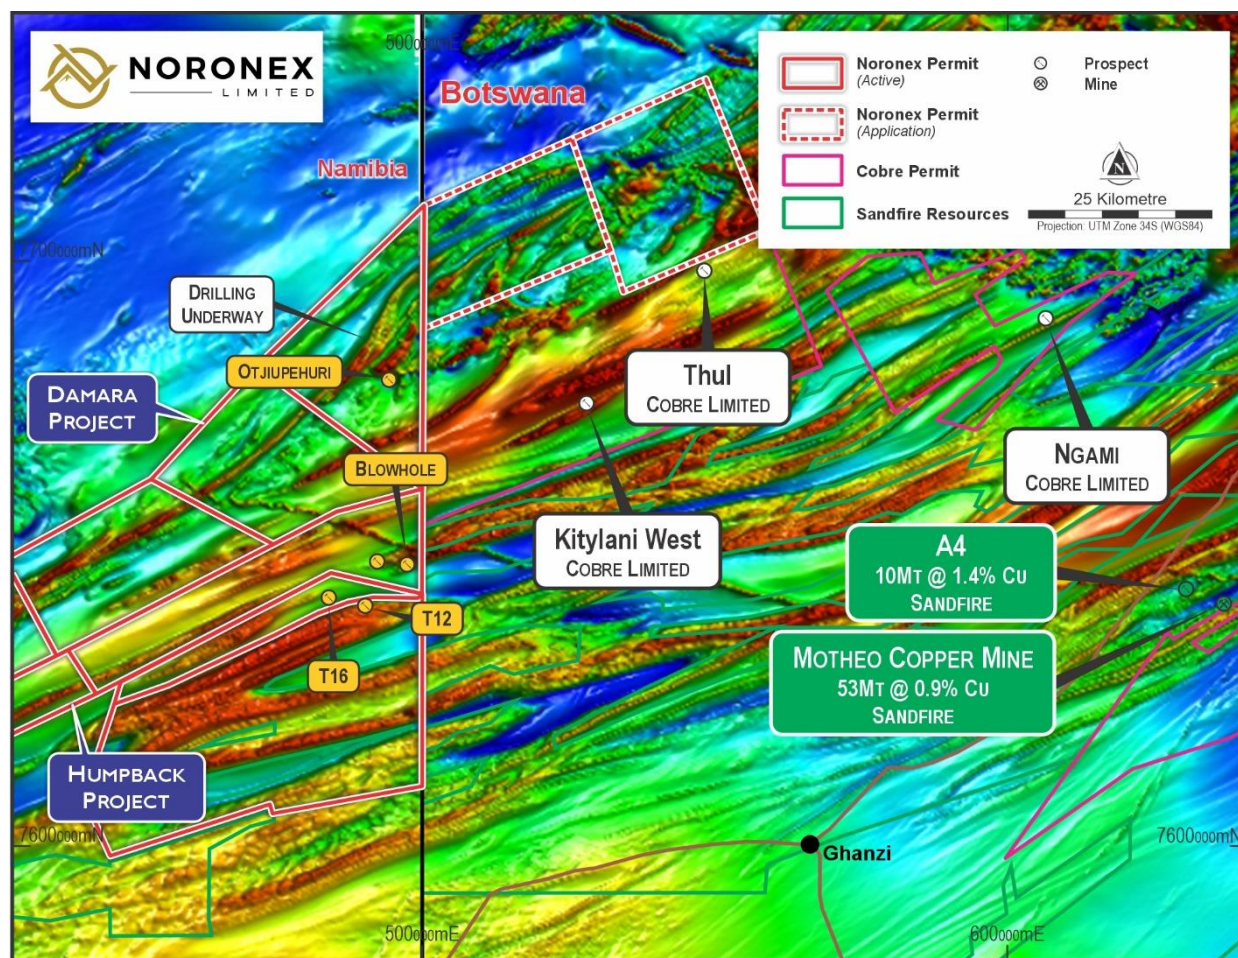 NORONEX
LIMITED
500000mE
Botswana
Namibia
Noronex Permit
(Active)
Noronex Permit
(Application)
Cobre Permit
Sandfire Resources
Prospect
Mine
N
25 Kilometre
Projection: UTM Zone 34S (WGS84)
7700000mN
DRILLING
UNDERWAY
OTJIUPEHURI
DAMARA
PROJECT
BLOWHOLE
Thul
COBRE LIMITED
NGAMI
COBRE LIMITED
Kitylani West
COBRE LIMITED
A4
10MT @ 1.4% CU
SANDFIRE
T12
T16
MOTHEO COPPER MINE
53MT @ 0.9% CU
SANDFIRE
HUMPBACK
PROJECT
7600000mN
7600000mN
Ghanzi
500000mE
600000mE